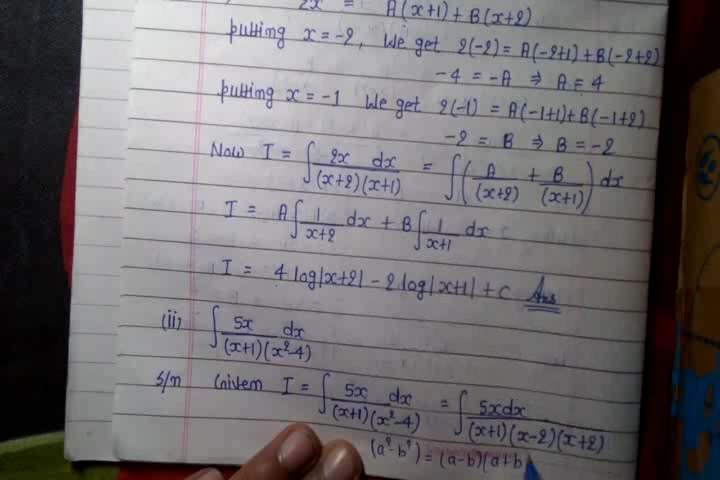 2x = A(x+1)+B(x+2)
putting x=-2, We get 2(-2) = A(-2+1)+B(-2+2)
-4 = -A ⇒ A = 4
putting x=-1 We get 2(-1) = A(-1+1)+B(-1+2)
-2 = B ⇒ B = -2
Now I = ∫ 2x dx / (x+2)(x+1) = ∫ ( A / (x+2) + B / (x+1) ) dx
I = A ∫ 1 / x+2 dx + B ∫ 1 / x+1 dx
I = 4 log|x+2| - 2 log|x+1| + c Ans
(ii) ∫ 5x dx / (x+1)(x²-4)
S/n Given I = ∫ 5x dx / (x+1)(x²-4) = ∫ 5x dx / (x+1)(x-2)(x+2)
(a²-b²) = (a-b)(a+b